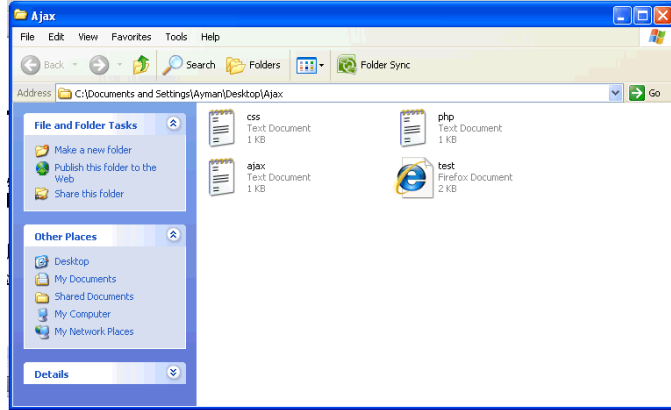 Ajax
File Edit View Favorites Tools Help
Back Search Folders Folder Sync
Address C:\Documents and Settings\Ayman\Desktop\Ajax Go
File and Folder Tasks
Make a new folder
Publish this folder to the
Web
Share this folder
Other Places
Desktop
My Documents
Shared Documents
My Computer
My Network Places
Details
css
Text Document
1 KB
php
Text Document
1 KB
ajax
Text Document
1 KB
test
Firefox Document
2 KB